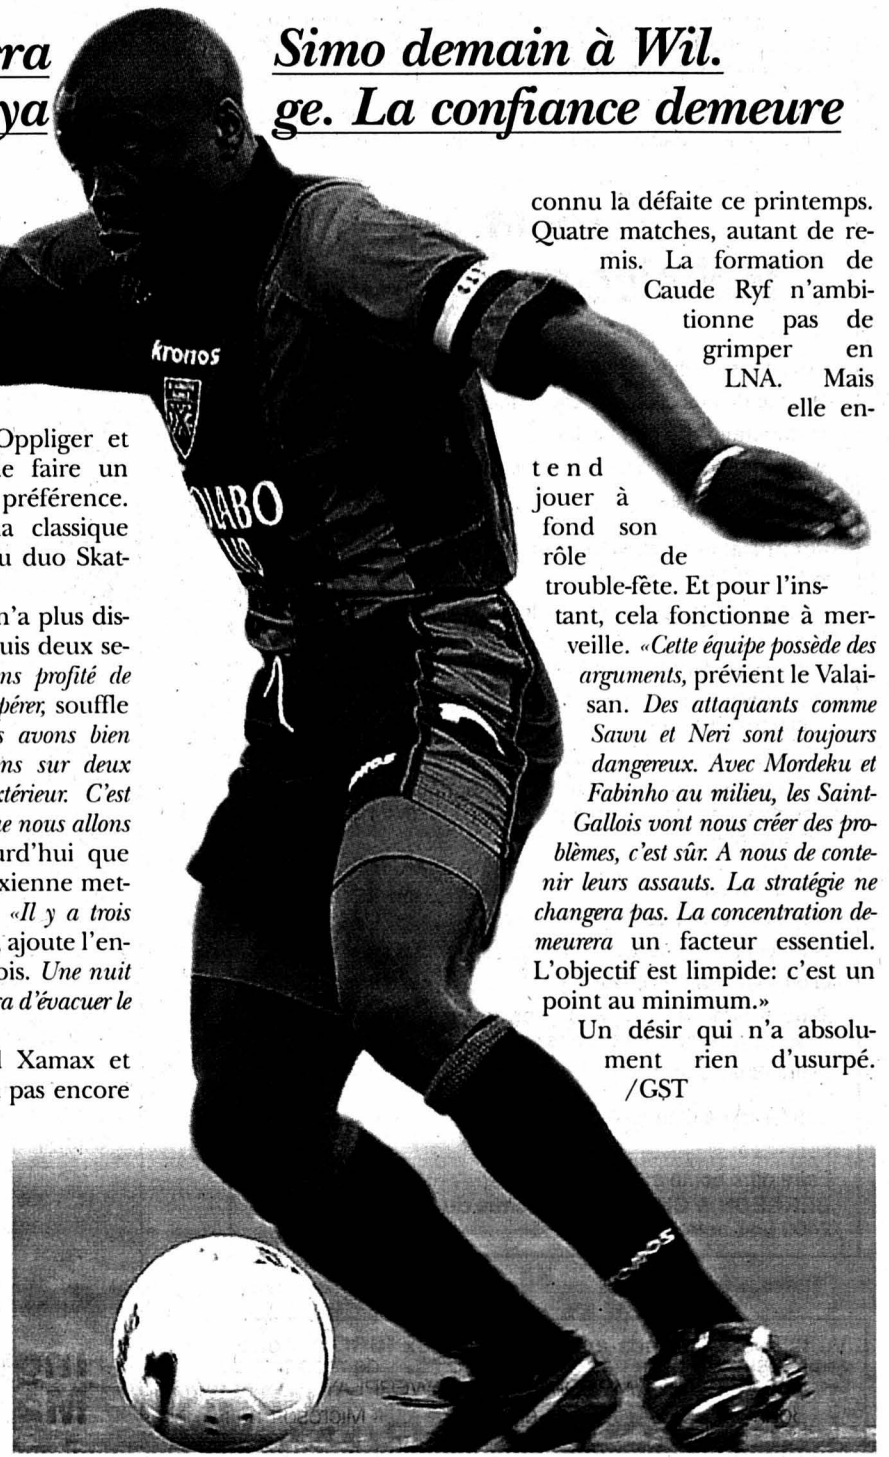 ra
ya
Simo demain à Wil.
ge. La confiance demeure
Oppliger et
e faire un
préférence.
a classique
u duo Skat-
n'a plus dis-
uis deux se-
ns profité de
pérer, souffle
s avons bien
ns sur deux
xtérieur. C'est
ue nous allons
urd'hui que
xienne met-
«Il y a trois
, ajoute l'en-
ois. Une nuit
ra d'évacuer le
l Xamax et
pas encore
connu la défaite ce printemps.
Quatre matches, autant de re-
mis. La formation de
Caude Ryf n'ambi-
tionne pas de
grimper en
LNA. Mais
elle en-
tend
jouer à
fond son
rôle de
trouble-fête. Et pour l'ins-
tant, cela fonctionne à mer-
veille. «Cette équipe possède des
arguments, prévient le Valai-
san. Des attaquants comme
Sawu et Neri sont toujours
dangereux. Avec Mordeku et
Fabinho au milieu, les Saint-
Gallois vont nous créer des pro-
blèmes, c'est sûr. A nous de conte-
nir leurs assauts. La stratégie ne
changera pas. La concentration de-
meurera un facteur essentiel.
L'objectif est limpide: c'est un
point au minimum.»
Un désir qui n'a absolu-
ment rien d'usurpé.
/GST
kronos
OLABO